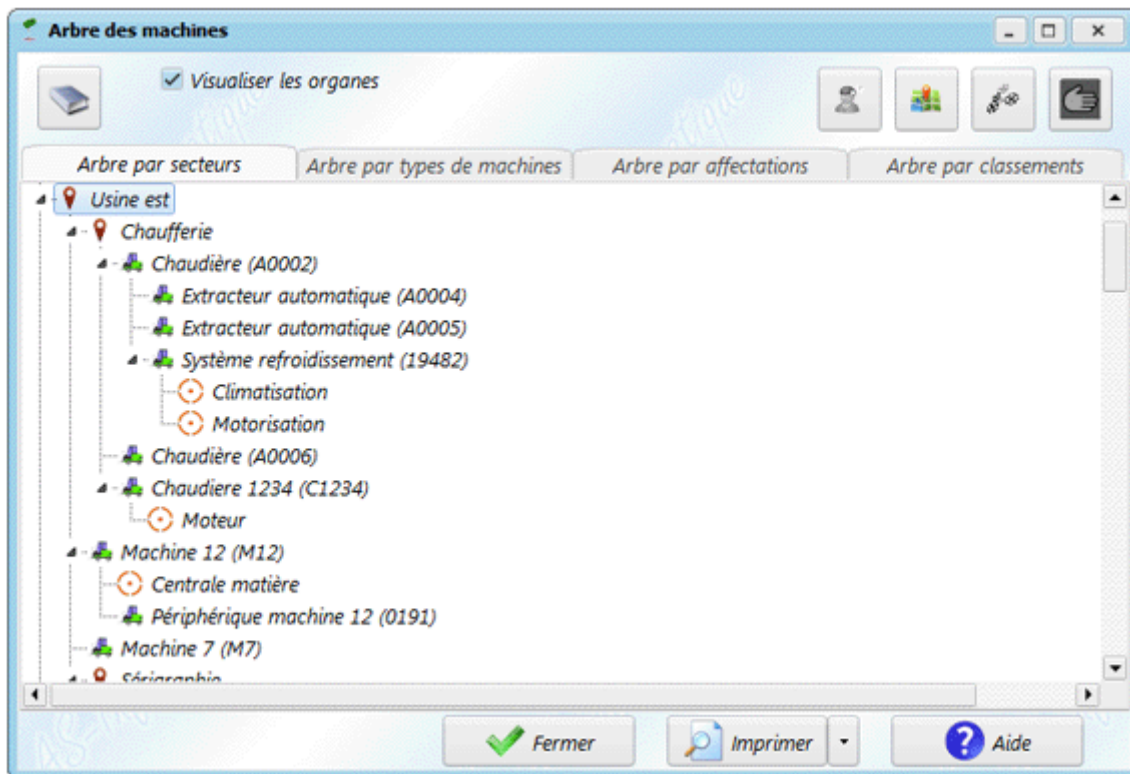 Arbre des machines
Visualiser les organes
Arbre par secteurs
Arbre par types de machines
Arbre par affectations
Arbre par classements
Usine est
Chaufferie
Chaudière (A0002)
Extracteur automatique (A0004)
Extracteur automatique (A0005)
Système refroidissement (19482)
Climatisation
Motorisation
Chaudière (A0006)
Chaudiere 1234 (C1234)
Moteur
Machine 12 (M12)
Centrale matière
Périphérique machine 12 (0191)
Machine 7 (M7)
Sérigraphie
Fermer
Imprimer
Aide